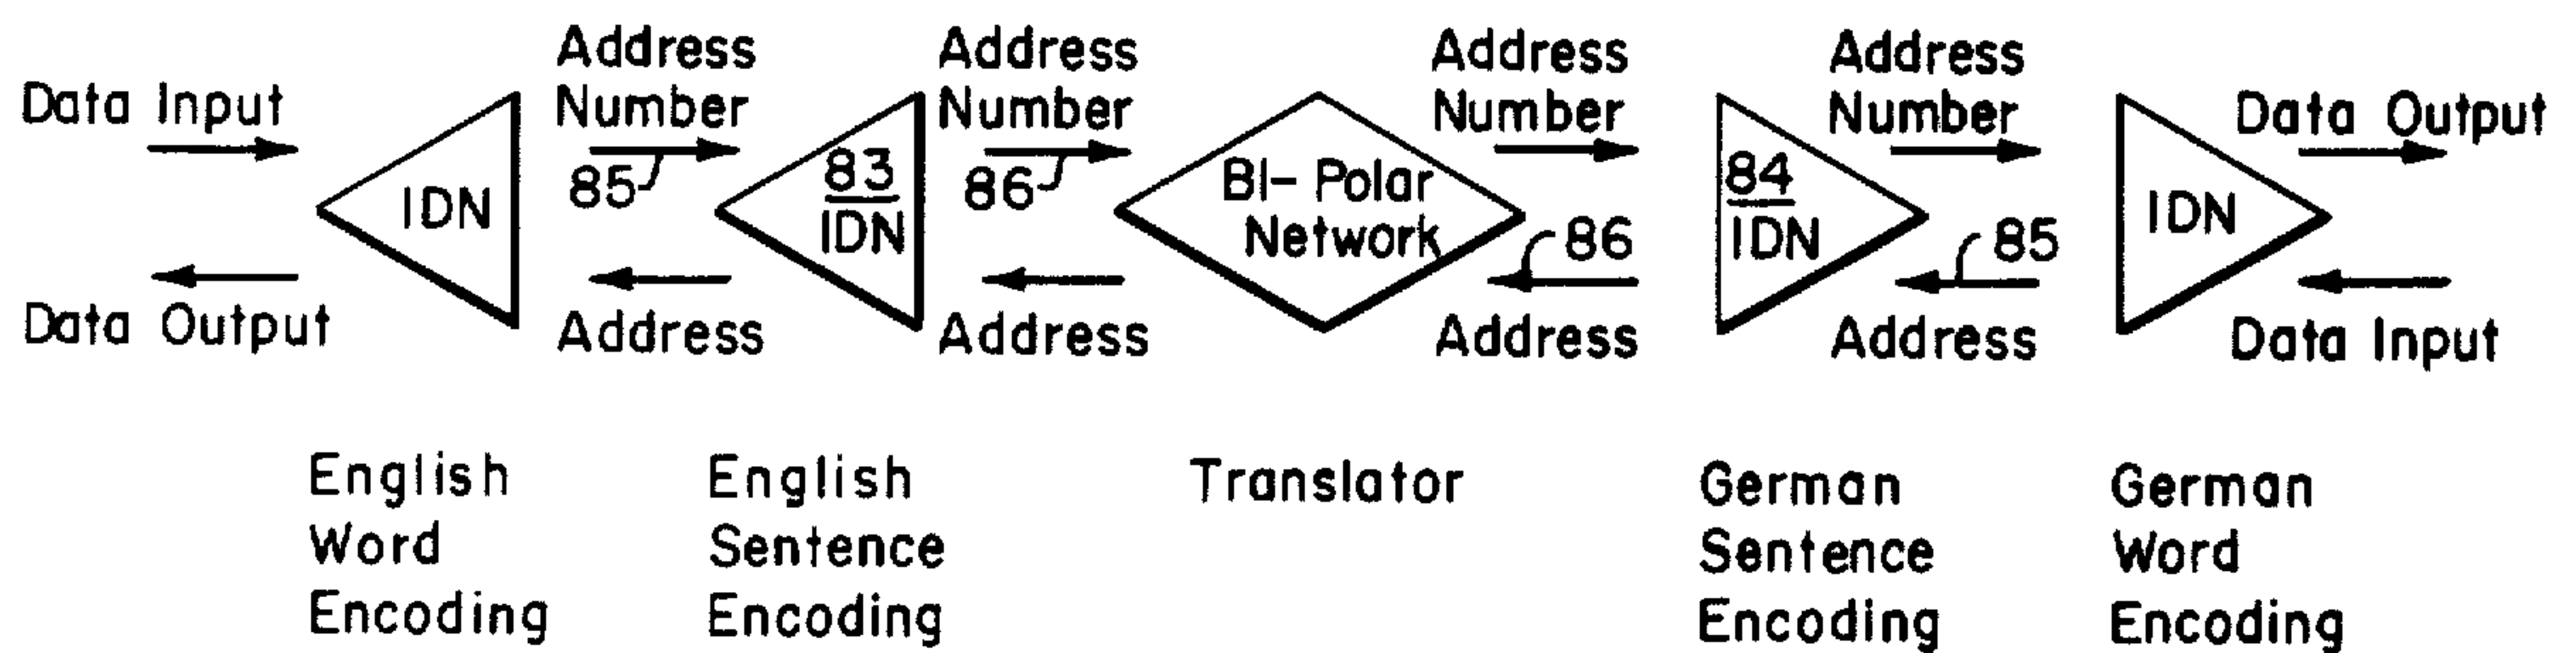 Data Input
Data Output
IDN
Address
Number
85
Address
83
IDN
Address
Number
86
Address
BI-Polar
Network
Address
Number
86
Address
84
IDN
Address
Number
85
Address
IDN
Data Output
Data Input
English
Word
Encoding
English
Sentence
Encoding
Translator
German
Sentence
Encoding
German
Word
Encoding